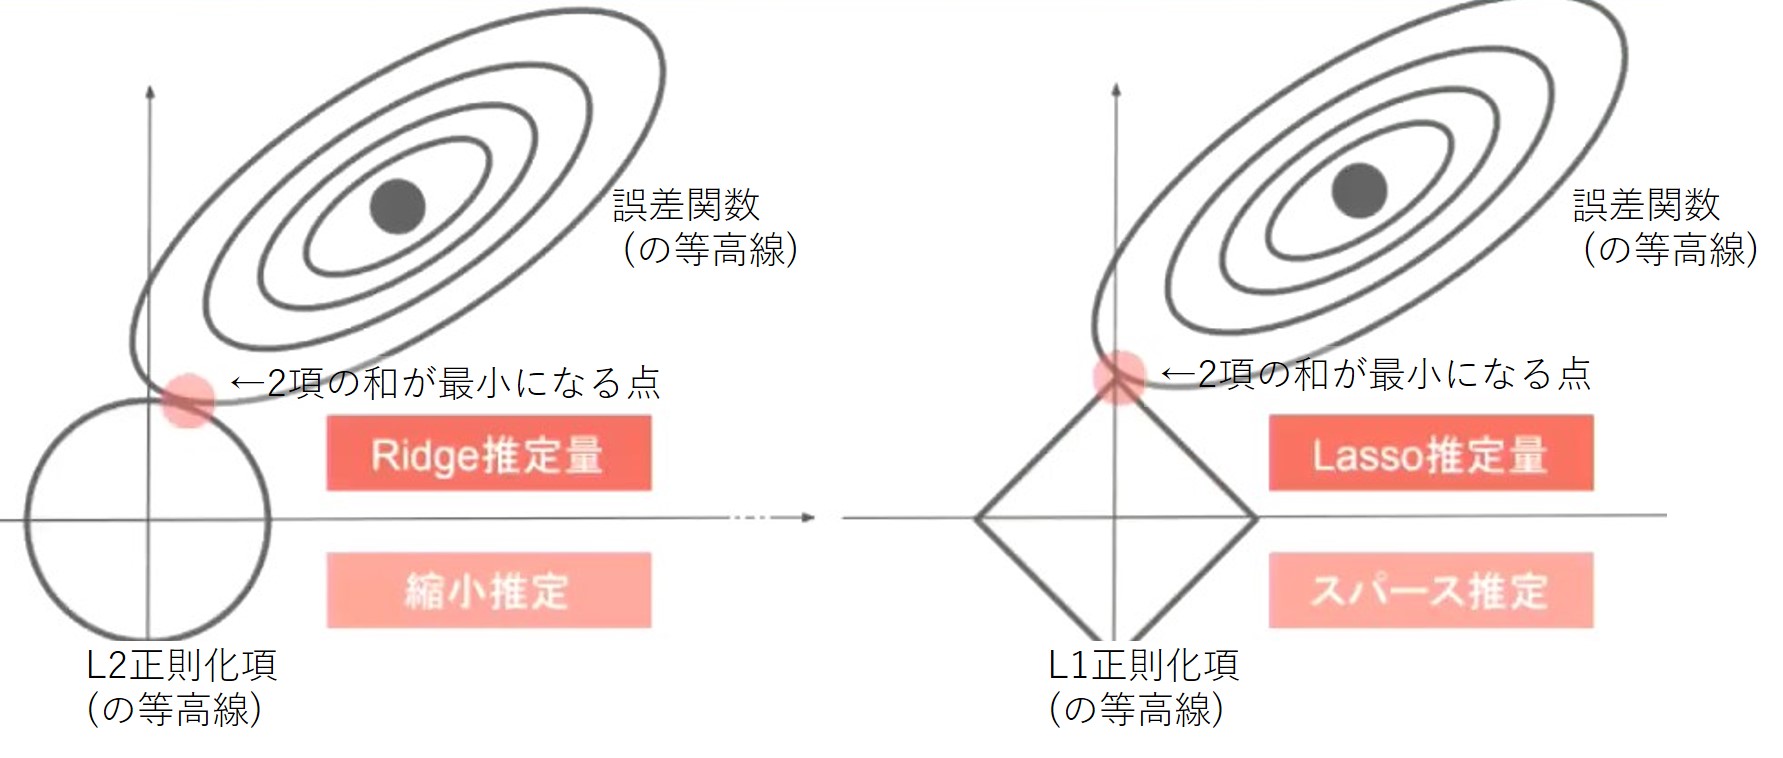 誤差関数
(の等高線)
←2項の和が最小になる点
Ridge推定量
縮小推定
L2正則化項
(の等高線)
誤差関数
(の等高線)
←2項の和が最小になる点
Lasso推定量
スパース推定
L1正則化項
(の等高線)